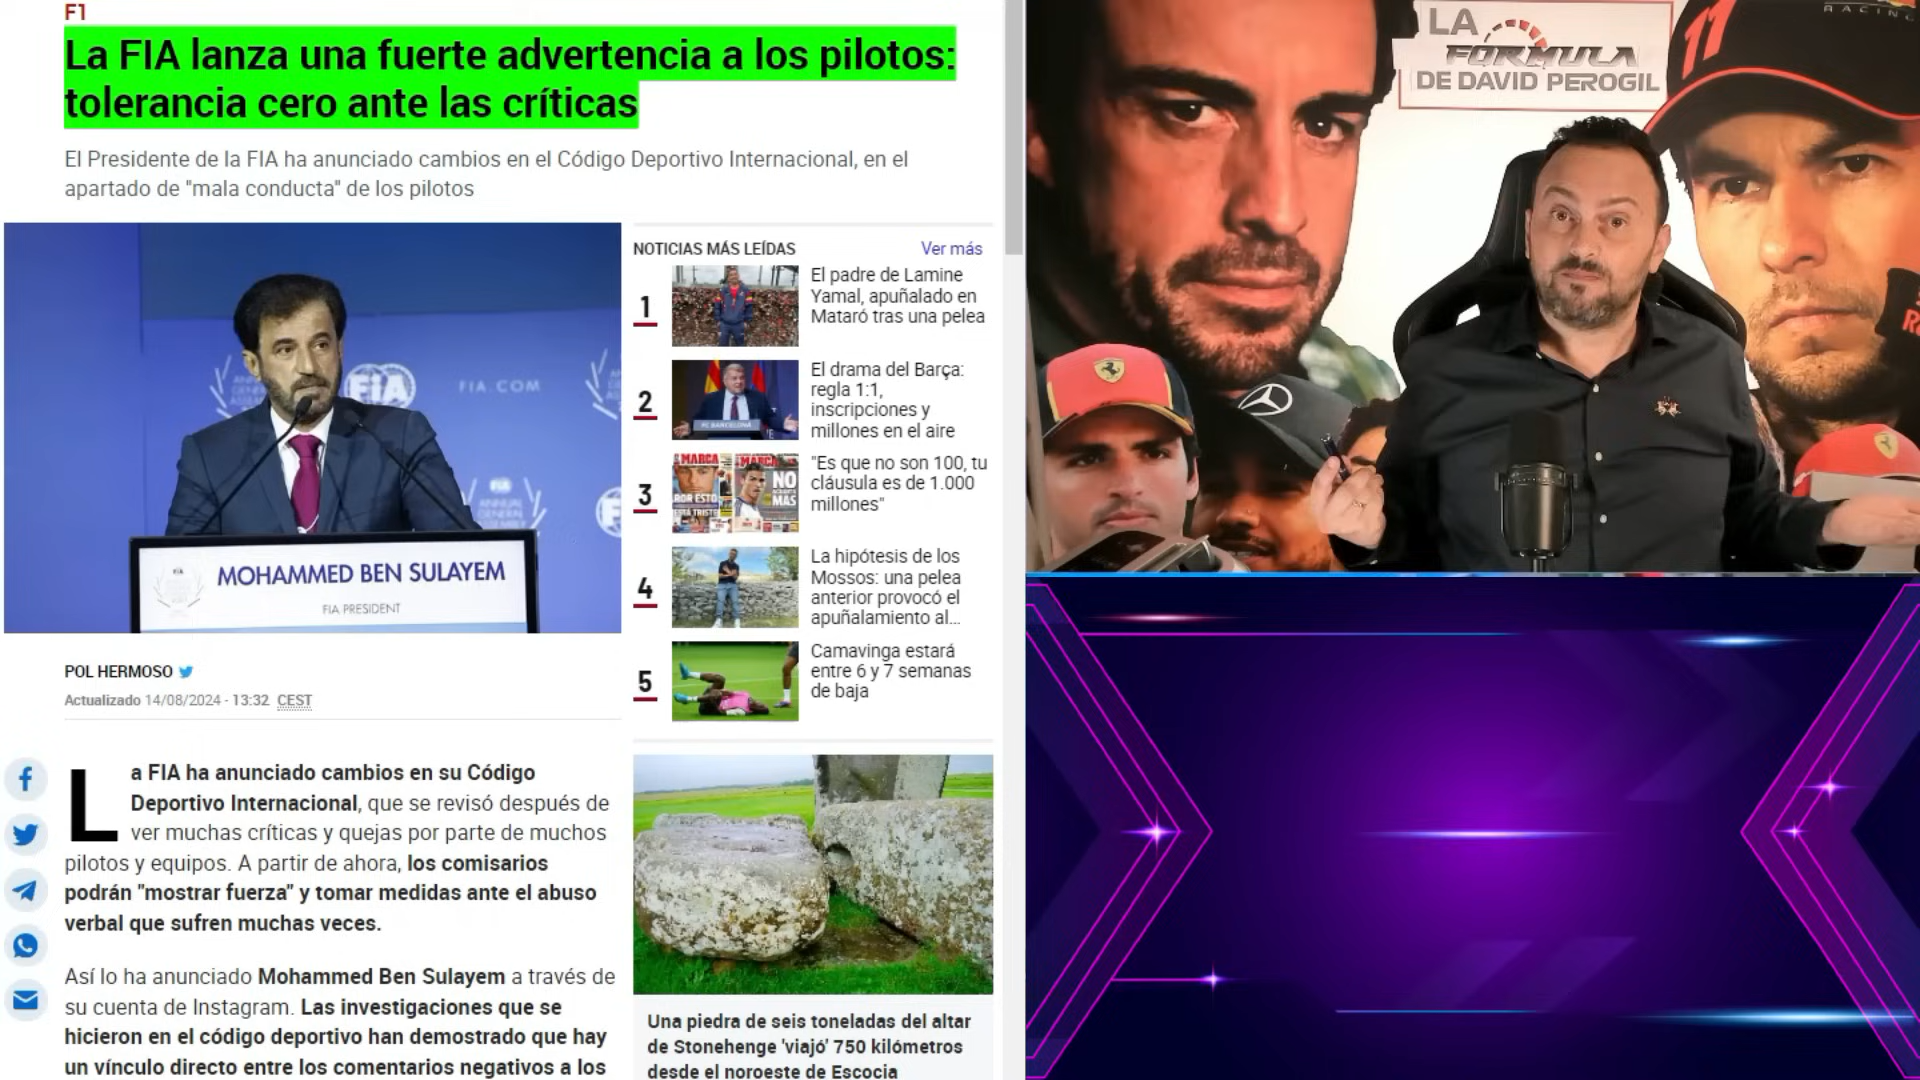 F1
La FIA lanza una fuerte advertencia a los pilotos:
tolerancia cero ante las críticas
El Presidente de la FIA ha anunciado cambios en el Código Deportivo Internacional, en el
apartado de "mala conducta" de los pilotos
FIA
FIA.COM
MOHAMMED BEN SULAYEM
FIA PRESIDENT
POL HERMOSO
Actualizado 14/08/2024 - 13:32 CEST
La FIA ha anunciado cambios en su Código
Deportivo Internacional, que se revisó después de
ver muchas críticas y quejas por parte de muchos
pilotos y equipos. A partir de ahora, los comisarios
podrán "mostrar fuerza" y tomar medidas ante el abuso
verbal que sufren muchas veces.
Así lo ha anunciado Mohammed Ben Sulayem a través de
su cuenta de Instagram. Las investigaciones que se
hicieron en el código deportivo han demostrado que hay
un vínculo directo entre los comentarios negativos a los
NOTICIAS MÁS LEÍDAS
Ver más
1
El padre de Lamine
Yamal, apuñalado en
Mataró tras una pelea
2
El drama del Barça:
regla 1:1,
inscripciones y
millones en el aire
3
"Es que no son 100, tu
cláusula es de 1.000
millones"
MARCA
MARCA
NO
4
La hipótesis de los
Mossos: una pelea
anterior provocó el
apuñalamiento al...
5
Camavinga estará
entre 6 y 7 semanas
de baja
Una piedra de seis toneladas del altar
de Stonehenge 'viajó' 750 kilómetros
desde el noroeste de Escocia
LA
FORMULA
DE DAVID PEROGIL
11
RACING